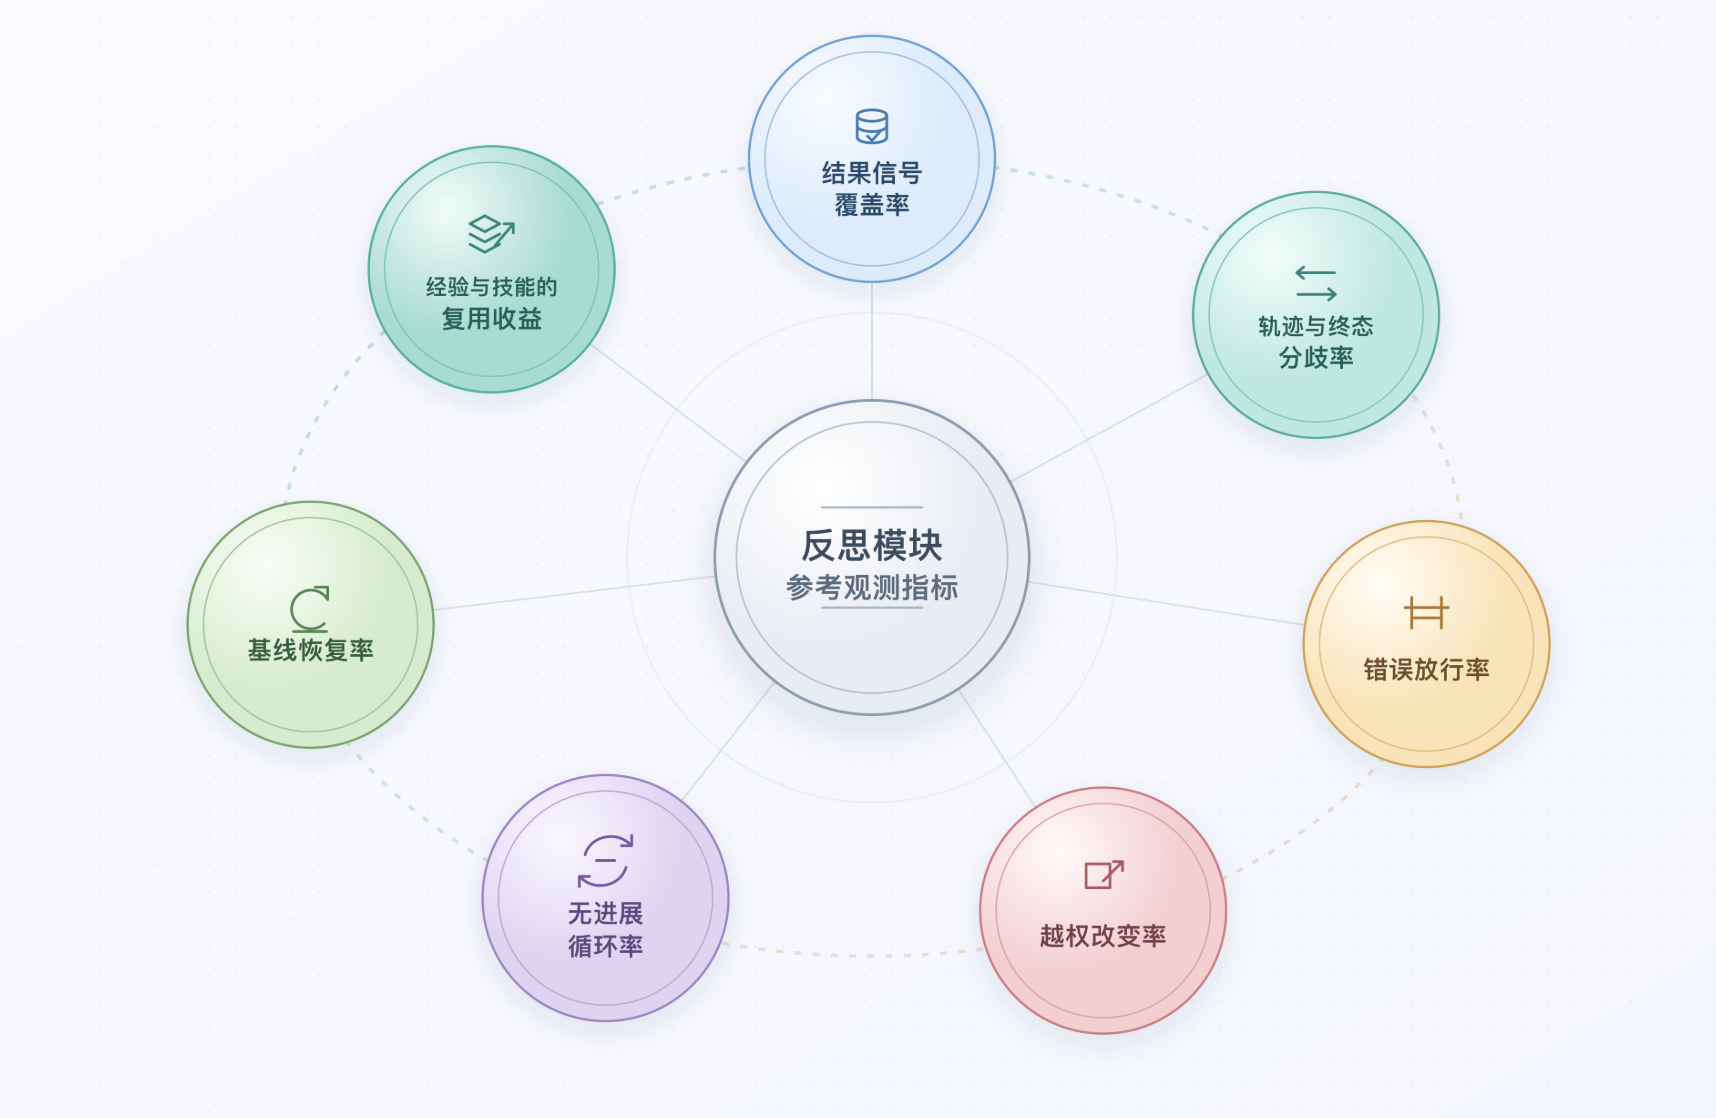 结果信号
覆盖率
经验与技能的
复用收益
轨迹与终态
分歧率
反思模块
参考观测指标
基线恢复率
错误放行率
无进展
循环率
越权改变率